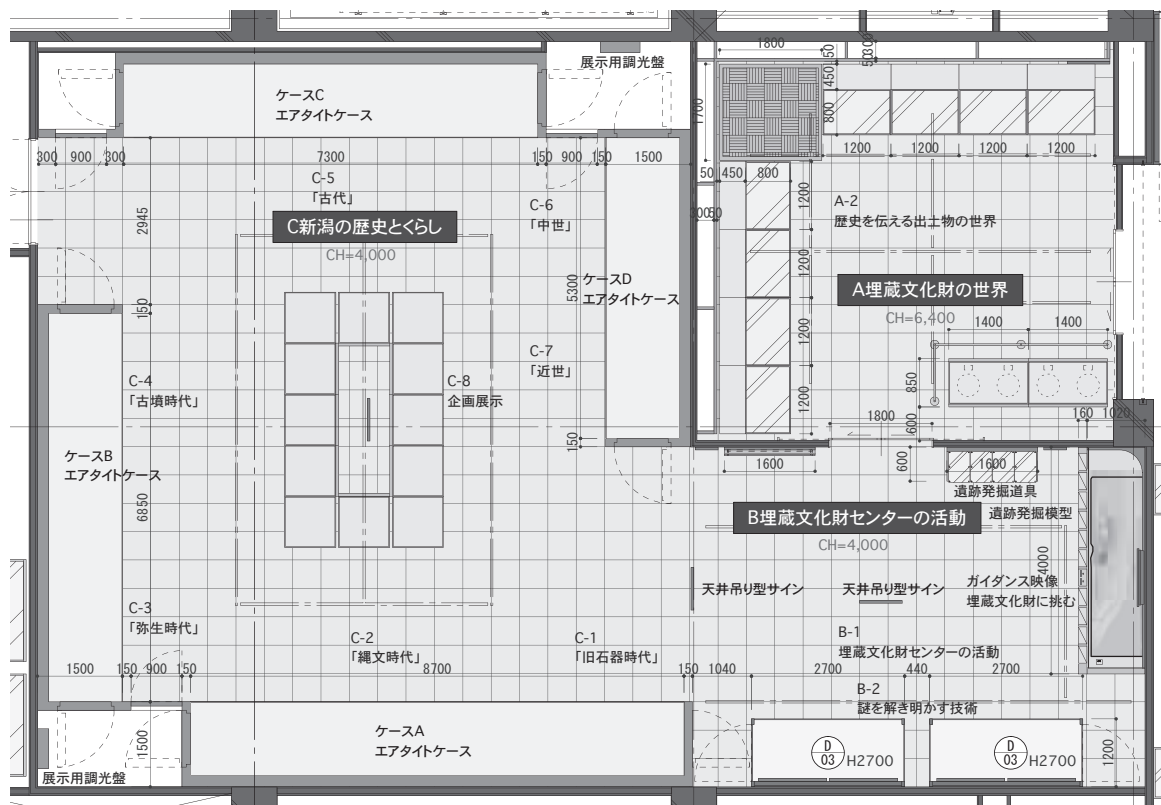 展示用調光盤
ケースC
エアタイトケース
300 900 300
7300
150 900 150
1500
C-5
「古代」
C-6
「中世」
2945
C新潟の歴史とくらし
CH=4,000
5300
ケースD
エアタイトケース
150
C-7
「近世」
C-4
「古墳時代」
C-8
企画展示
150
ケースB
エアタイトケース
6850
C-3
「弥生時代」
C-2
「縄文時代」
C-1
「旧石器時代」
1500
150 900 150
8700
150
1040
2700
440
2700
ケースA
エアタイトケース
1500
展示用調光盤
1800
50
300
450
800
1700
1200 1200 1200 1200
50 450 800
1200
1200
1200
1200
A-2
歴史を伝える出土物の世界
A埋蔵文化財の世界
CH=6,400
1400 1400
850
600
160 1020
1800
1600
600
1600
遺跡発掘道具
遺跡発掘模型
B埋蔵文化財センターの活動
CH=4,000
4000
天井吊り型サイン
天井吊り型サイン
ガイダンス映像
埋蔵文化財に挑む
B-1
埋蔵文化財センターの活動
B-2
謎を解き明かす技術
D
03
H2700
D
03
H2700
1200